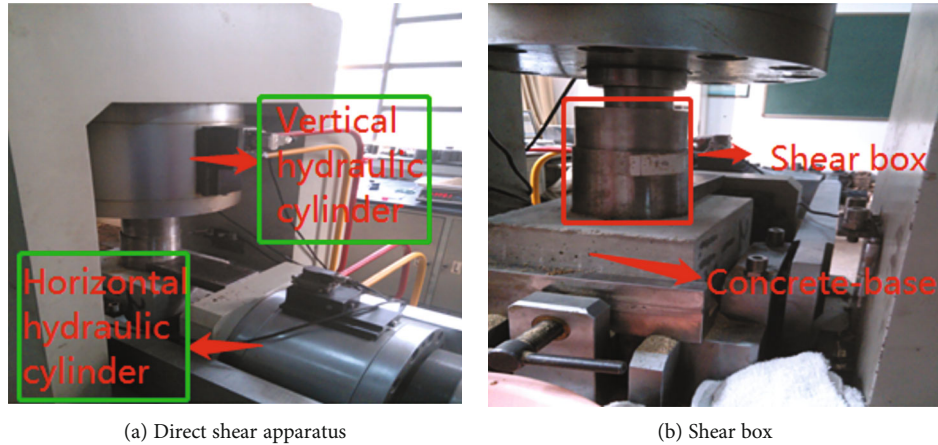 Vertical
hydraulic
cylinder
Horizontal
hydraulic
cylinder
(a) Direct shear apparatus
Shear box
Concrete-base
(b) Shear box